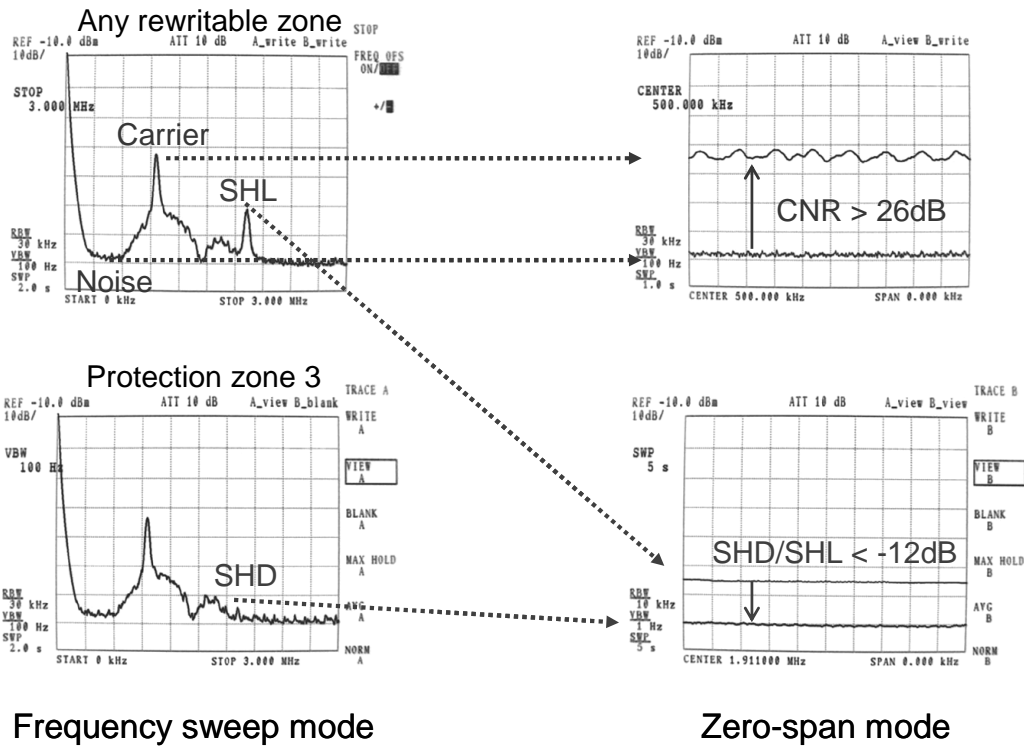 Any rewritable zone
REF -10.0 dBm ATT 10 dB A_write B_write
10dB/
STOP
FREQ OFS
ON/OFF
+/-
STOP
3.000 MHz
Carrier
SHL
RBW
30 kHz
VBW
100 Hz
SWP
2.0 s
Noise
START 0 kHz STOP 3.000 MHz
REF -10.0 dBm ATT 10 dB A_view B_write
10dB/
CENTER
500.000 kHz
CNR > 26dB
RBW
30 kHz
VBW
100 Hz
SWP
1.0 s
CENTER 500.000 kHz SPAN 0.000 kHz
Protection zone 3
REF -10.0 dBm ATT 10 dB A_view B_blank
10dB/
VBW
100 Hz
SHD
RBW
30 kHz
VBW
100 Hz
SWP
2.0 s
START 0 kHz STOP 3.000 MHz
TRACE A
WRITE
A
VIEW
A
BLANK
A
MAX HOLD
A
AVG
A
NORM
A
REF -10.0 dBm ATT 10 dB A_view B_view
10dB/
SWP
5 s
SHD/SHL < -12dB
RBW
10 kHz
VBW
1 Hz
SWP
5 s
CENTER 1.911000 MHz SPAN 0.000 kHz
TRACE B
WRITE
B
VIEW
B
BLANK
B
MAX HOLD
B
AVG
B
NORM
B
Frequency sweep mode
Zero-span mode